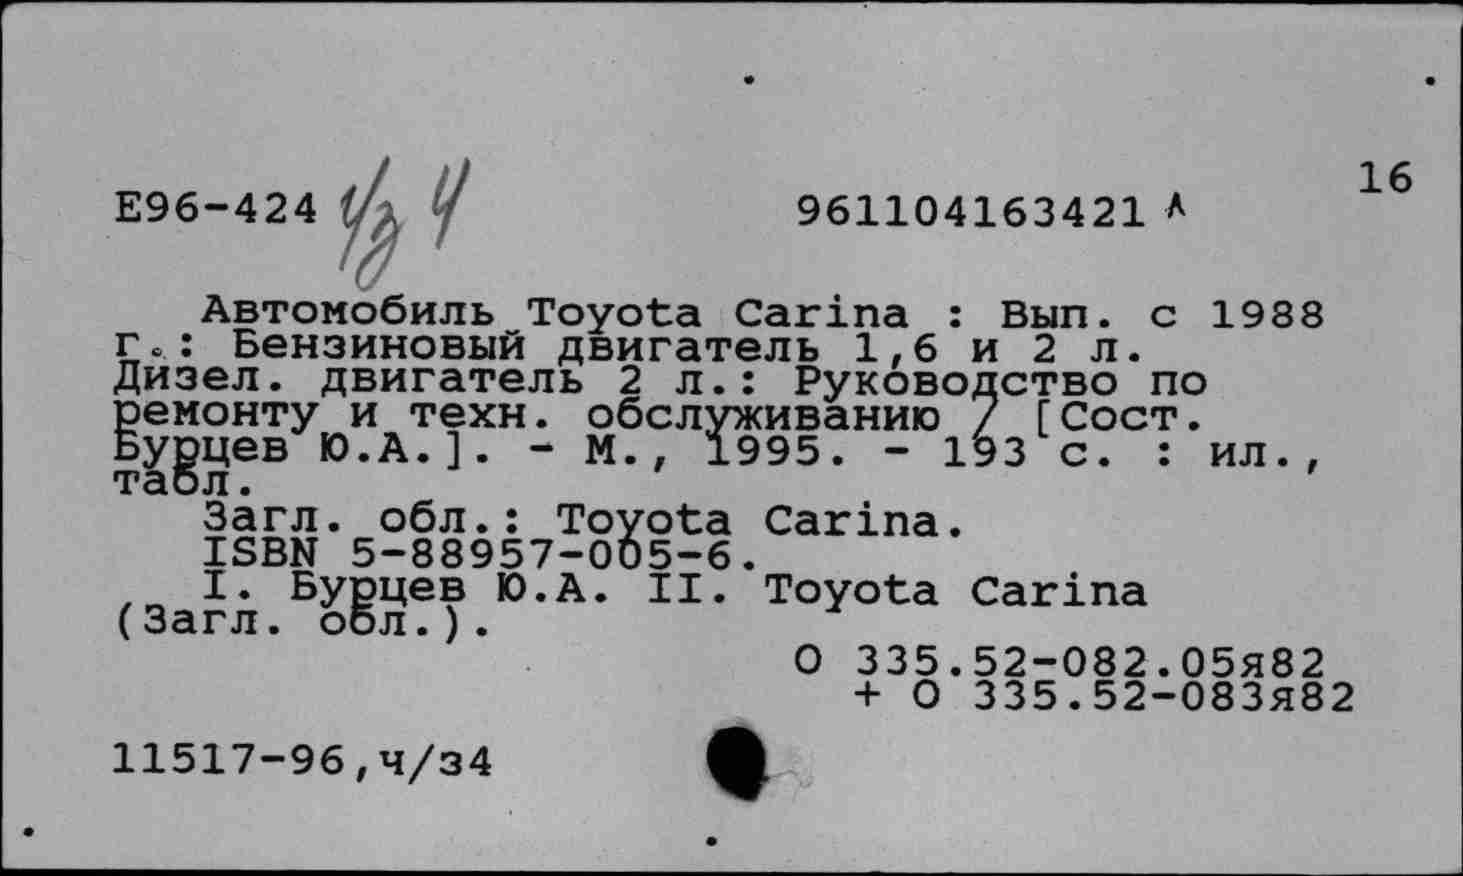 16
Е96-424 ч/з 4 961104163421 л
Автомобиль Toyota Carina : Вып. с 1988
г.: Бензиновый двигатель 1,6 и 2 л.
Дизел. двигатель 2 л.: Руководство по
ремонту и техн. обслуживанию / [Сост.
Бурцев Ю.А.]. - М., 1995. - 193 с. : ил.,
табл.
Загл. обл.: Toyota Carina.
ISBN 5-88957-005-6.
I. Бурцев Ю.А. II. Toyota Carina
(Загл. обл.).
О 335.52-082.05я82
+ О 335.52-083я82
11517-96,ч/з4